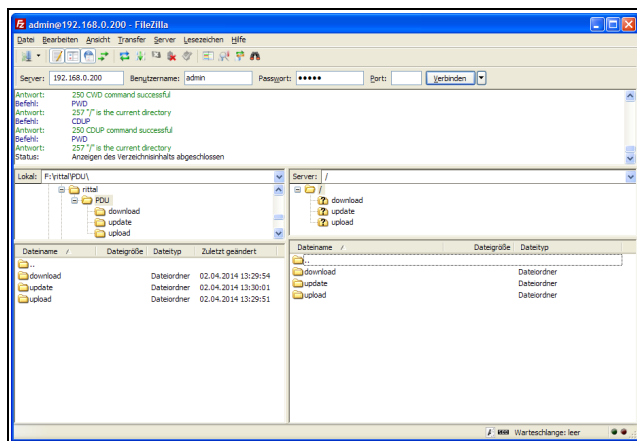 admin@192.168.0.200 - FileZilla
Datei Bearbeiten Ansicht Transfer Server Lesezeichen Hilfe
Server: 192.168.0.200 Benutzername: admin Passwort: ●●●●● Port: Verbinden
Antwort: 250 CWD command successful
Befehl: PWD
Antwort: 257 "/" is the current directory
Befehl: CDUP
Antwort: 250 CDUP command successful
Befehl: PWD
Antwort: 257 "/" is the current directory
Status: Anzeigen des Verzeichnisinhalts abgeschlossen
Lokal: F:\rittal\PDU\
rittal
PDU
download
update
upload
Server: /
/
download
update
upload
Dateiname / Dateigröße Dateityp Zuletzt geändert
..
download Dateiordner 02.04.2014 13:29:54
update Dateiordner 02.04.2014 13:30:01
upload Dateiordner 02.04.2014 13:29:51
Dateiname / Dateigröße Dateityp
..
download Dateiordner
update Dateiordner
upload Dateiordner
Warteschlange: leer